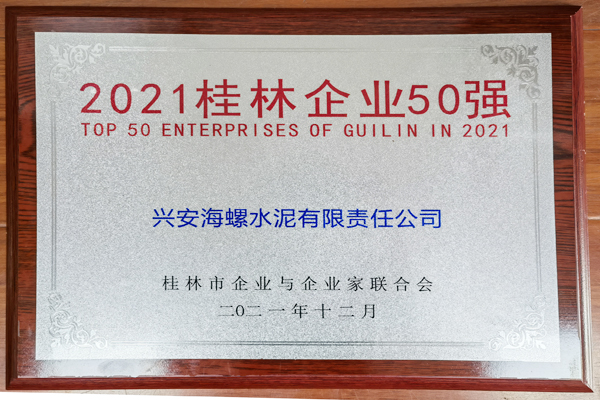 2021桂林企业50强
TOP 50 ENTERPRISES OF GUILIN IN 2021
兴安海螺水泥有限责任公司
桂林市企业与企业家联合会
二〇二一年十二月